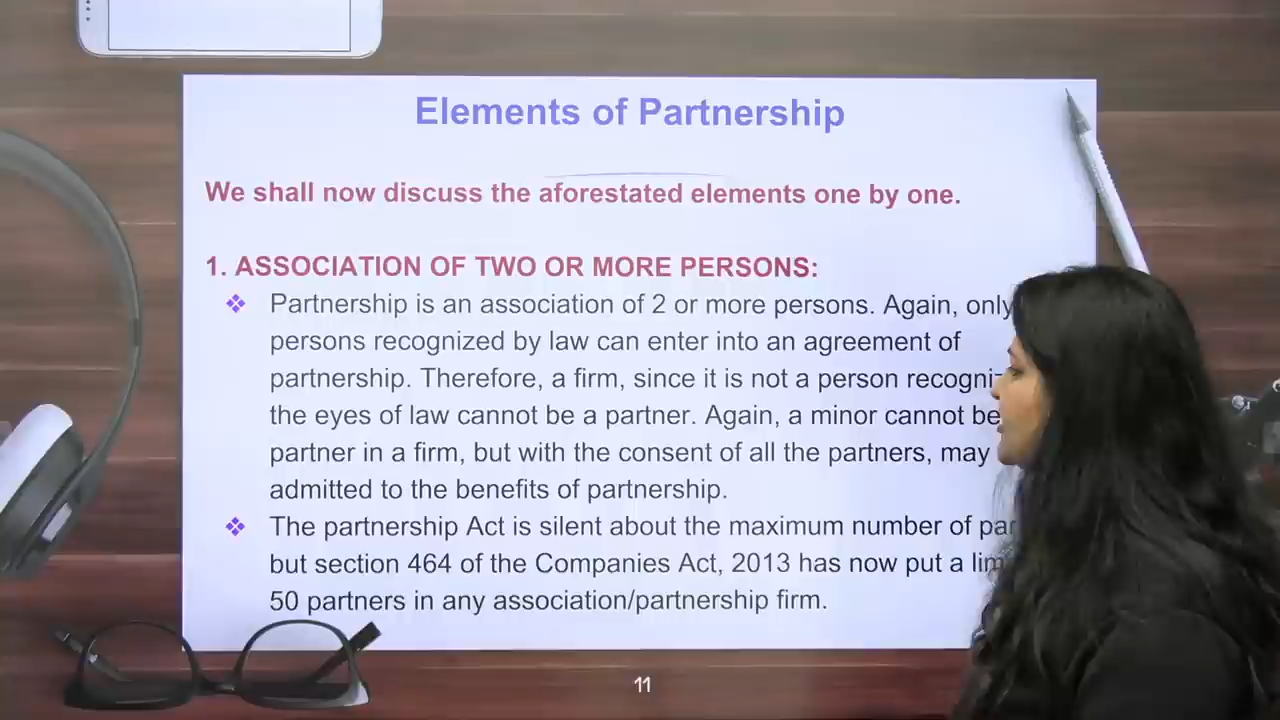 Elements of Partnership
We shall now discuss the aforestated elements one by one.
1. ASSOCIATION OF TWO OR MORE PERSONS:
❖ Partnership is an association of 2 or more persons. Again, only
persons recognized by law can enter into an agreement of
partnership. Therefore, a firm, since it is not a person
the eyes of law cannot be a partner. Again, a minor cannot be
partner in a firm, but with the consent of all the partners, may
admitted to the benefits of partnership.
❖ The partnership Act is silent about the maximum number of
but section 464 of the Companies Act, 2013 has now put a
50 partners in any association/partnership firm.
11